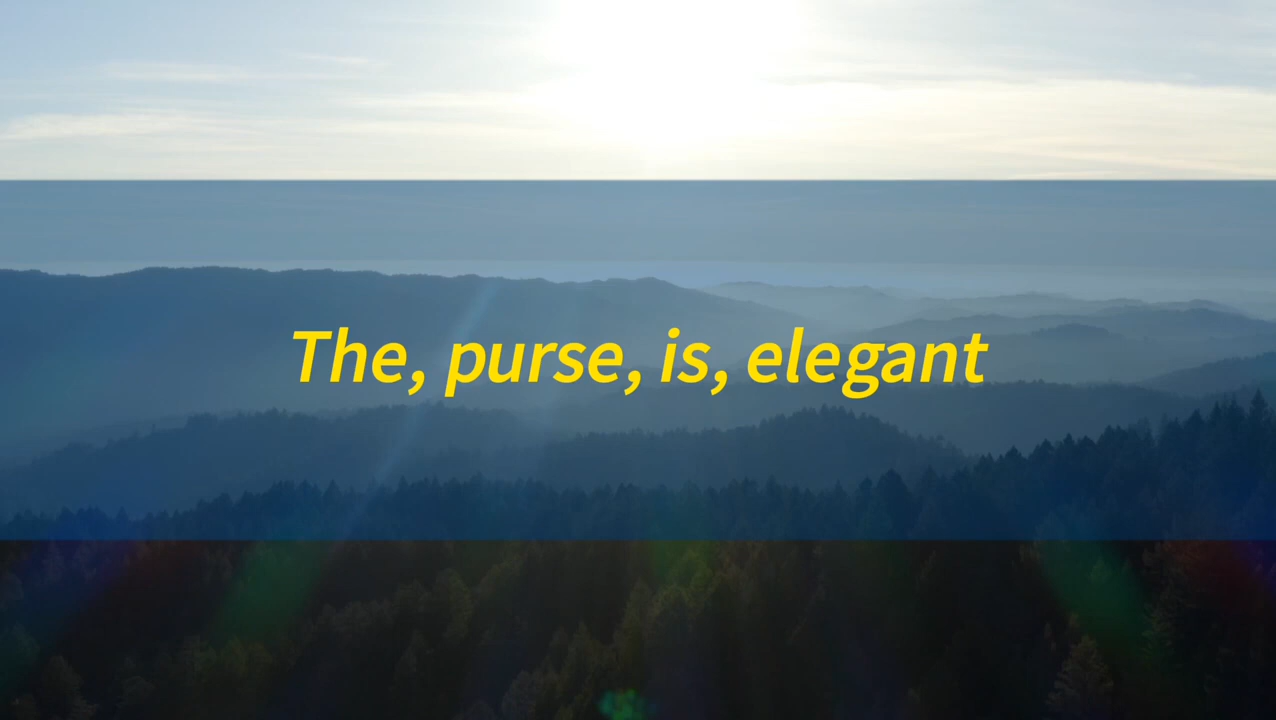 The, purse, is, elegant